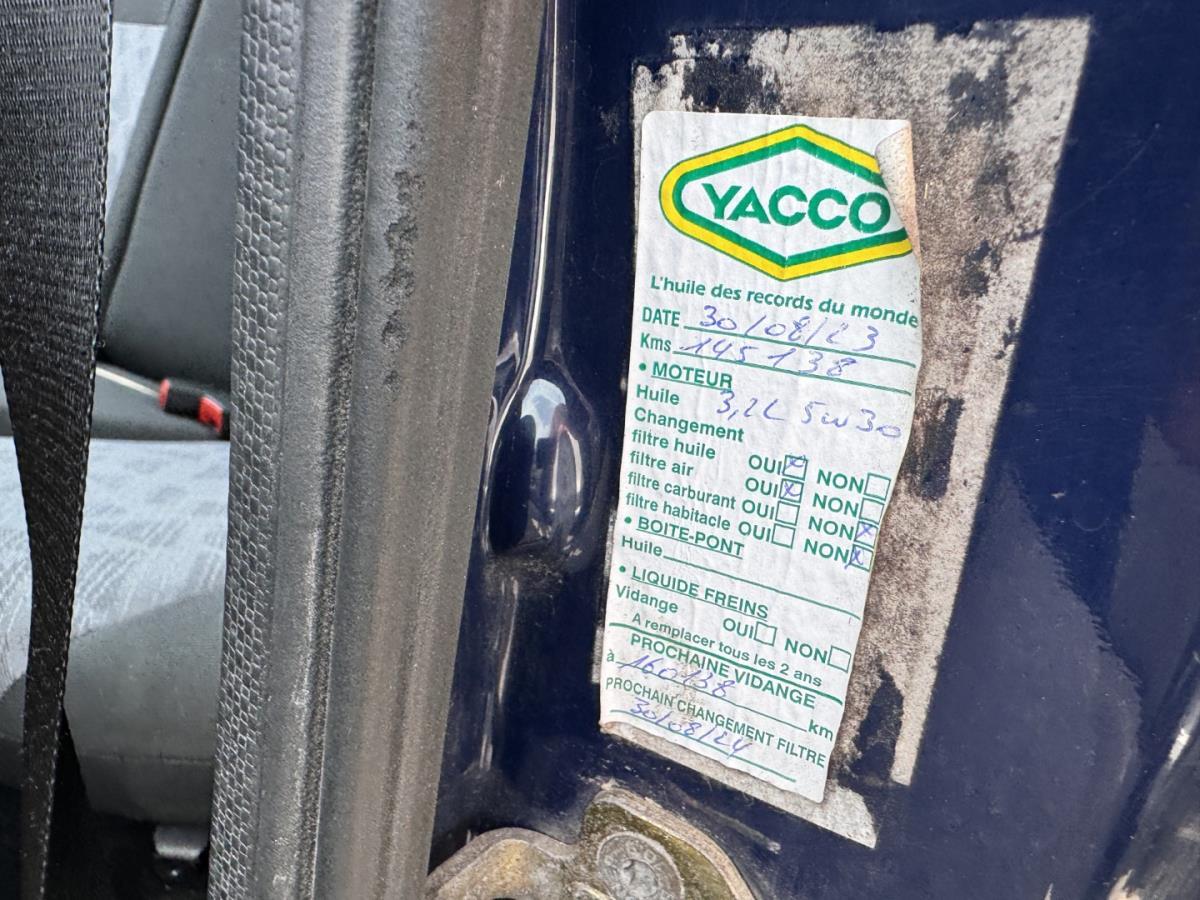 YACCO
L'huile des records du monde
DATE 30/08/23
Kms 145138
• MOTEUR
Huile 3,2L 5w30
Changement
filtre huile OUI NON
filtre air OUI NON
filtre carburant OUI NON
filtre habitacle OUI NON
• BOITE-PONT
Huile
• LIQUIDE FREINS
Vidange OUI NON
A remplacer tous les 2 ans
PROCHAINE VIDANGE
à 160138 km
PROCHAIN CHANGEMENT FILTRE
30/08/24